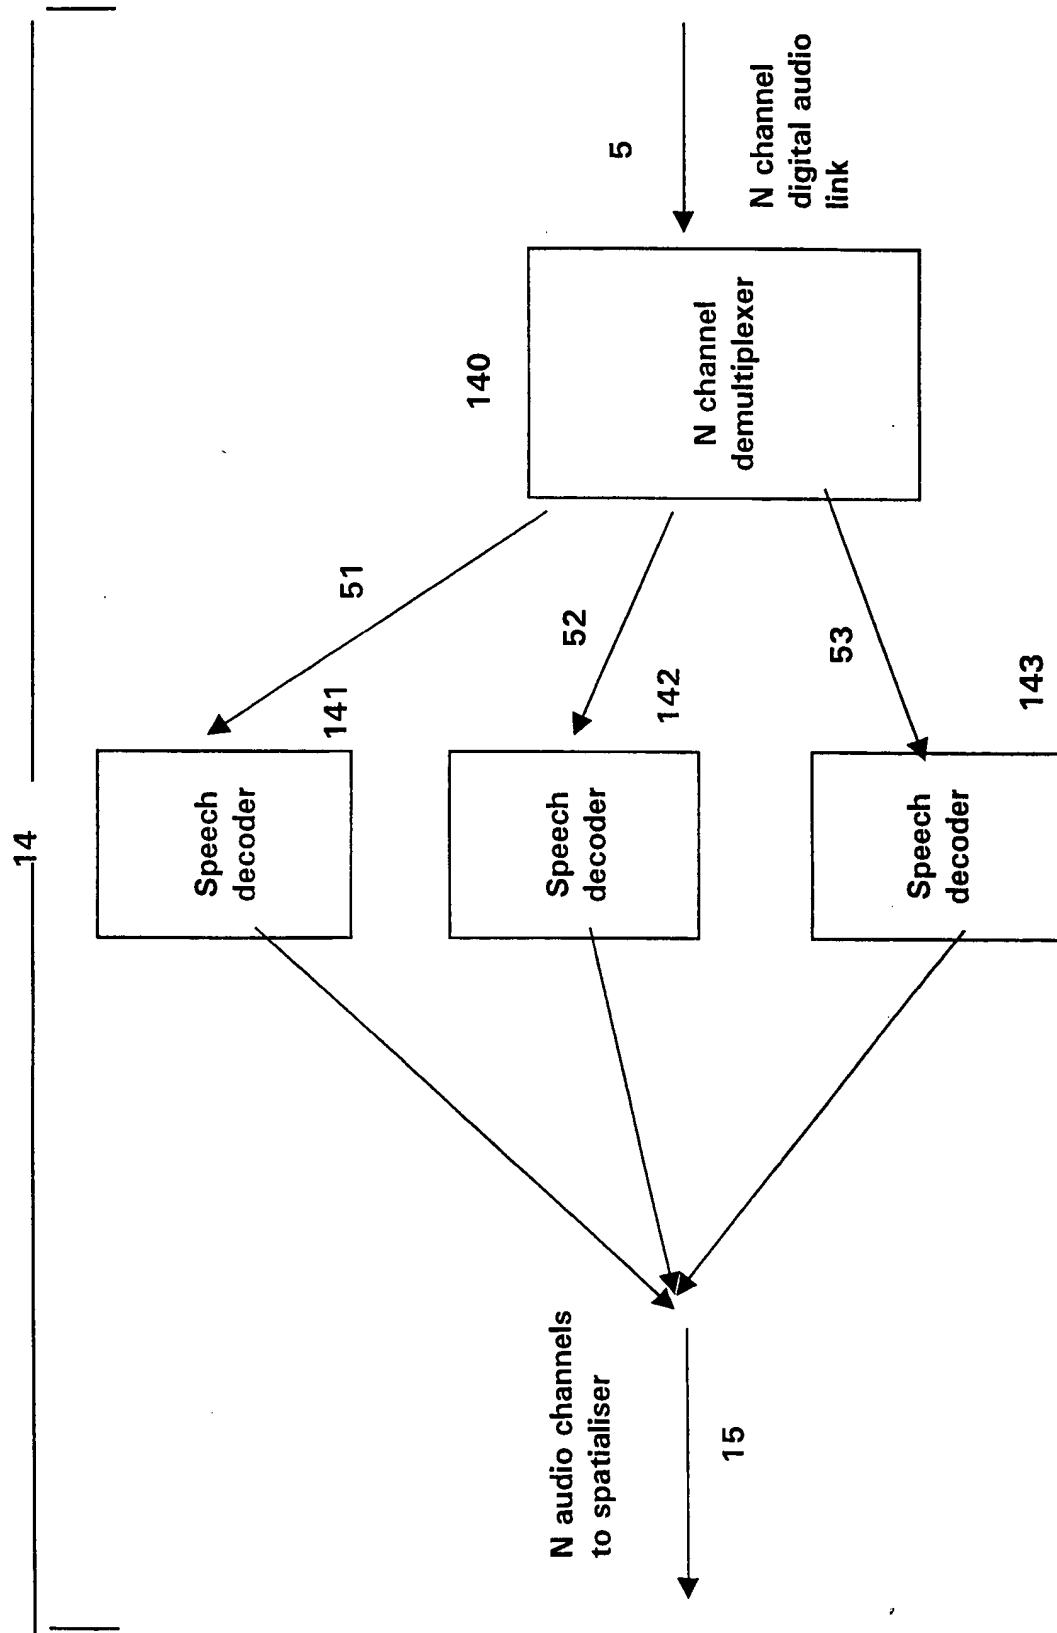 14
Speech
decoder
141
51
140
N audio channels
to spatialiser
Speech
decoder
142
52
5
N channel
demultiplexer
15
N channel
digital audio
link
53
Speech
decoder
143